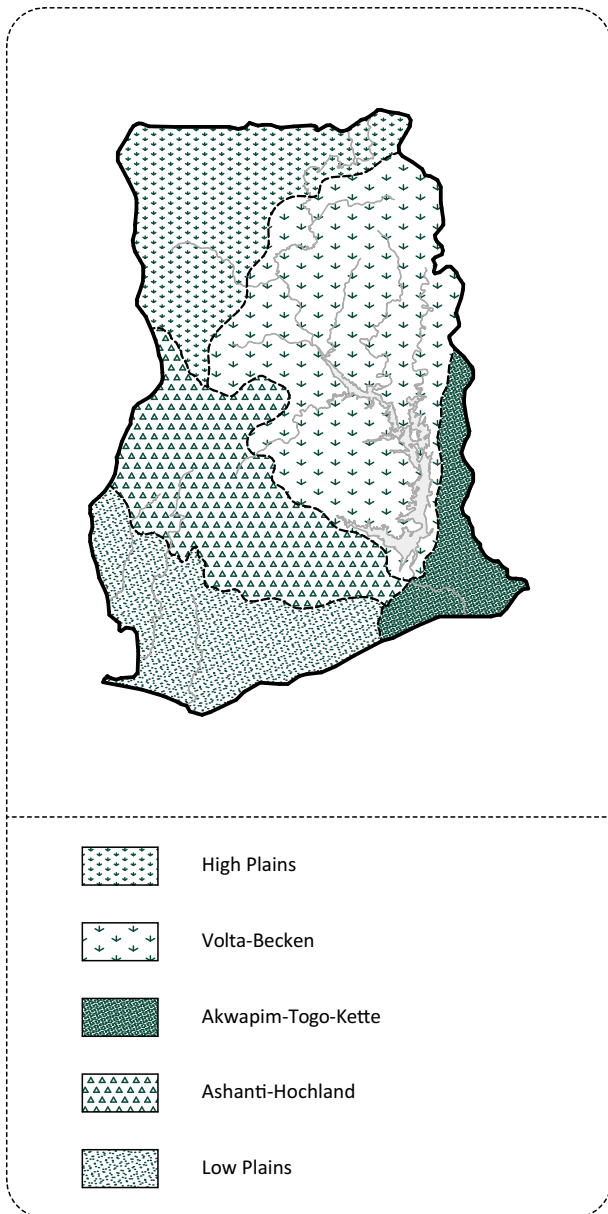 High Plains
Volta-Becken
Akwapim-Togo-Kette
Ashanti-Hochland
Low Plains